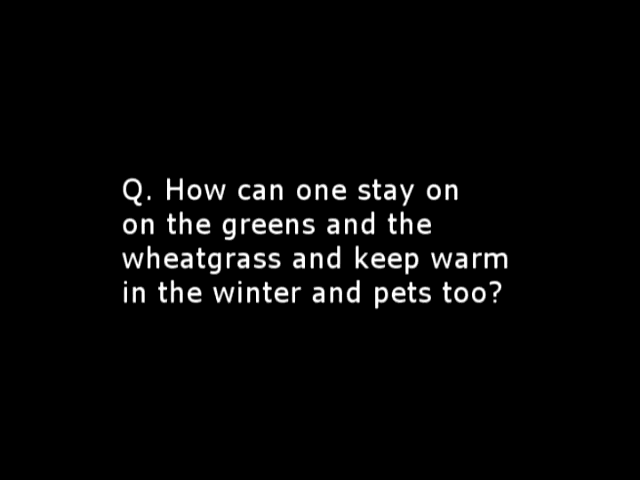 Q. How can one stay on
on the greens and the
wheatgrass and keep warm
in the winter and pets too?